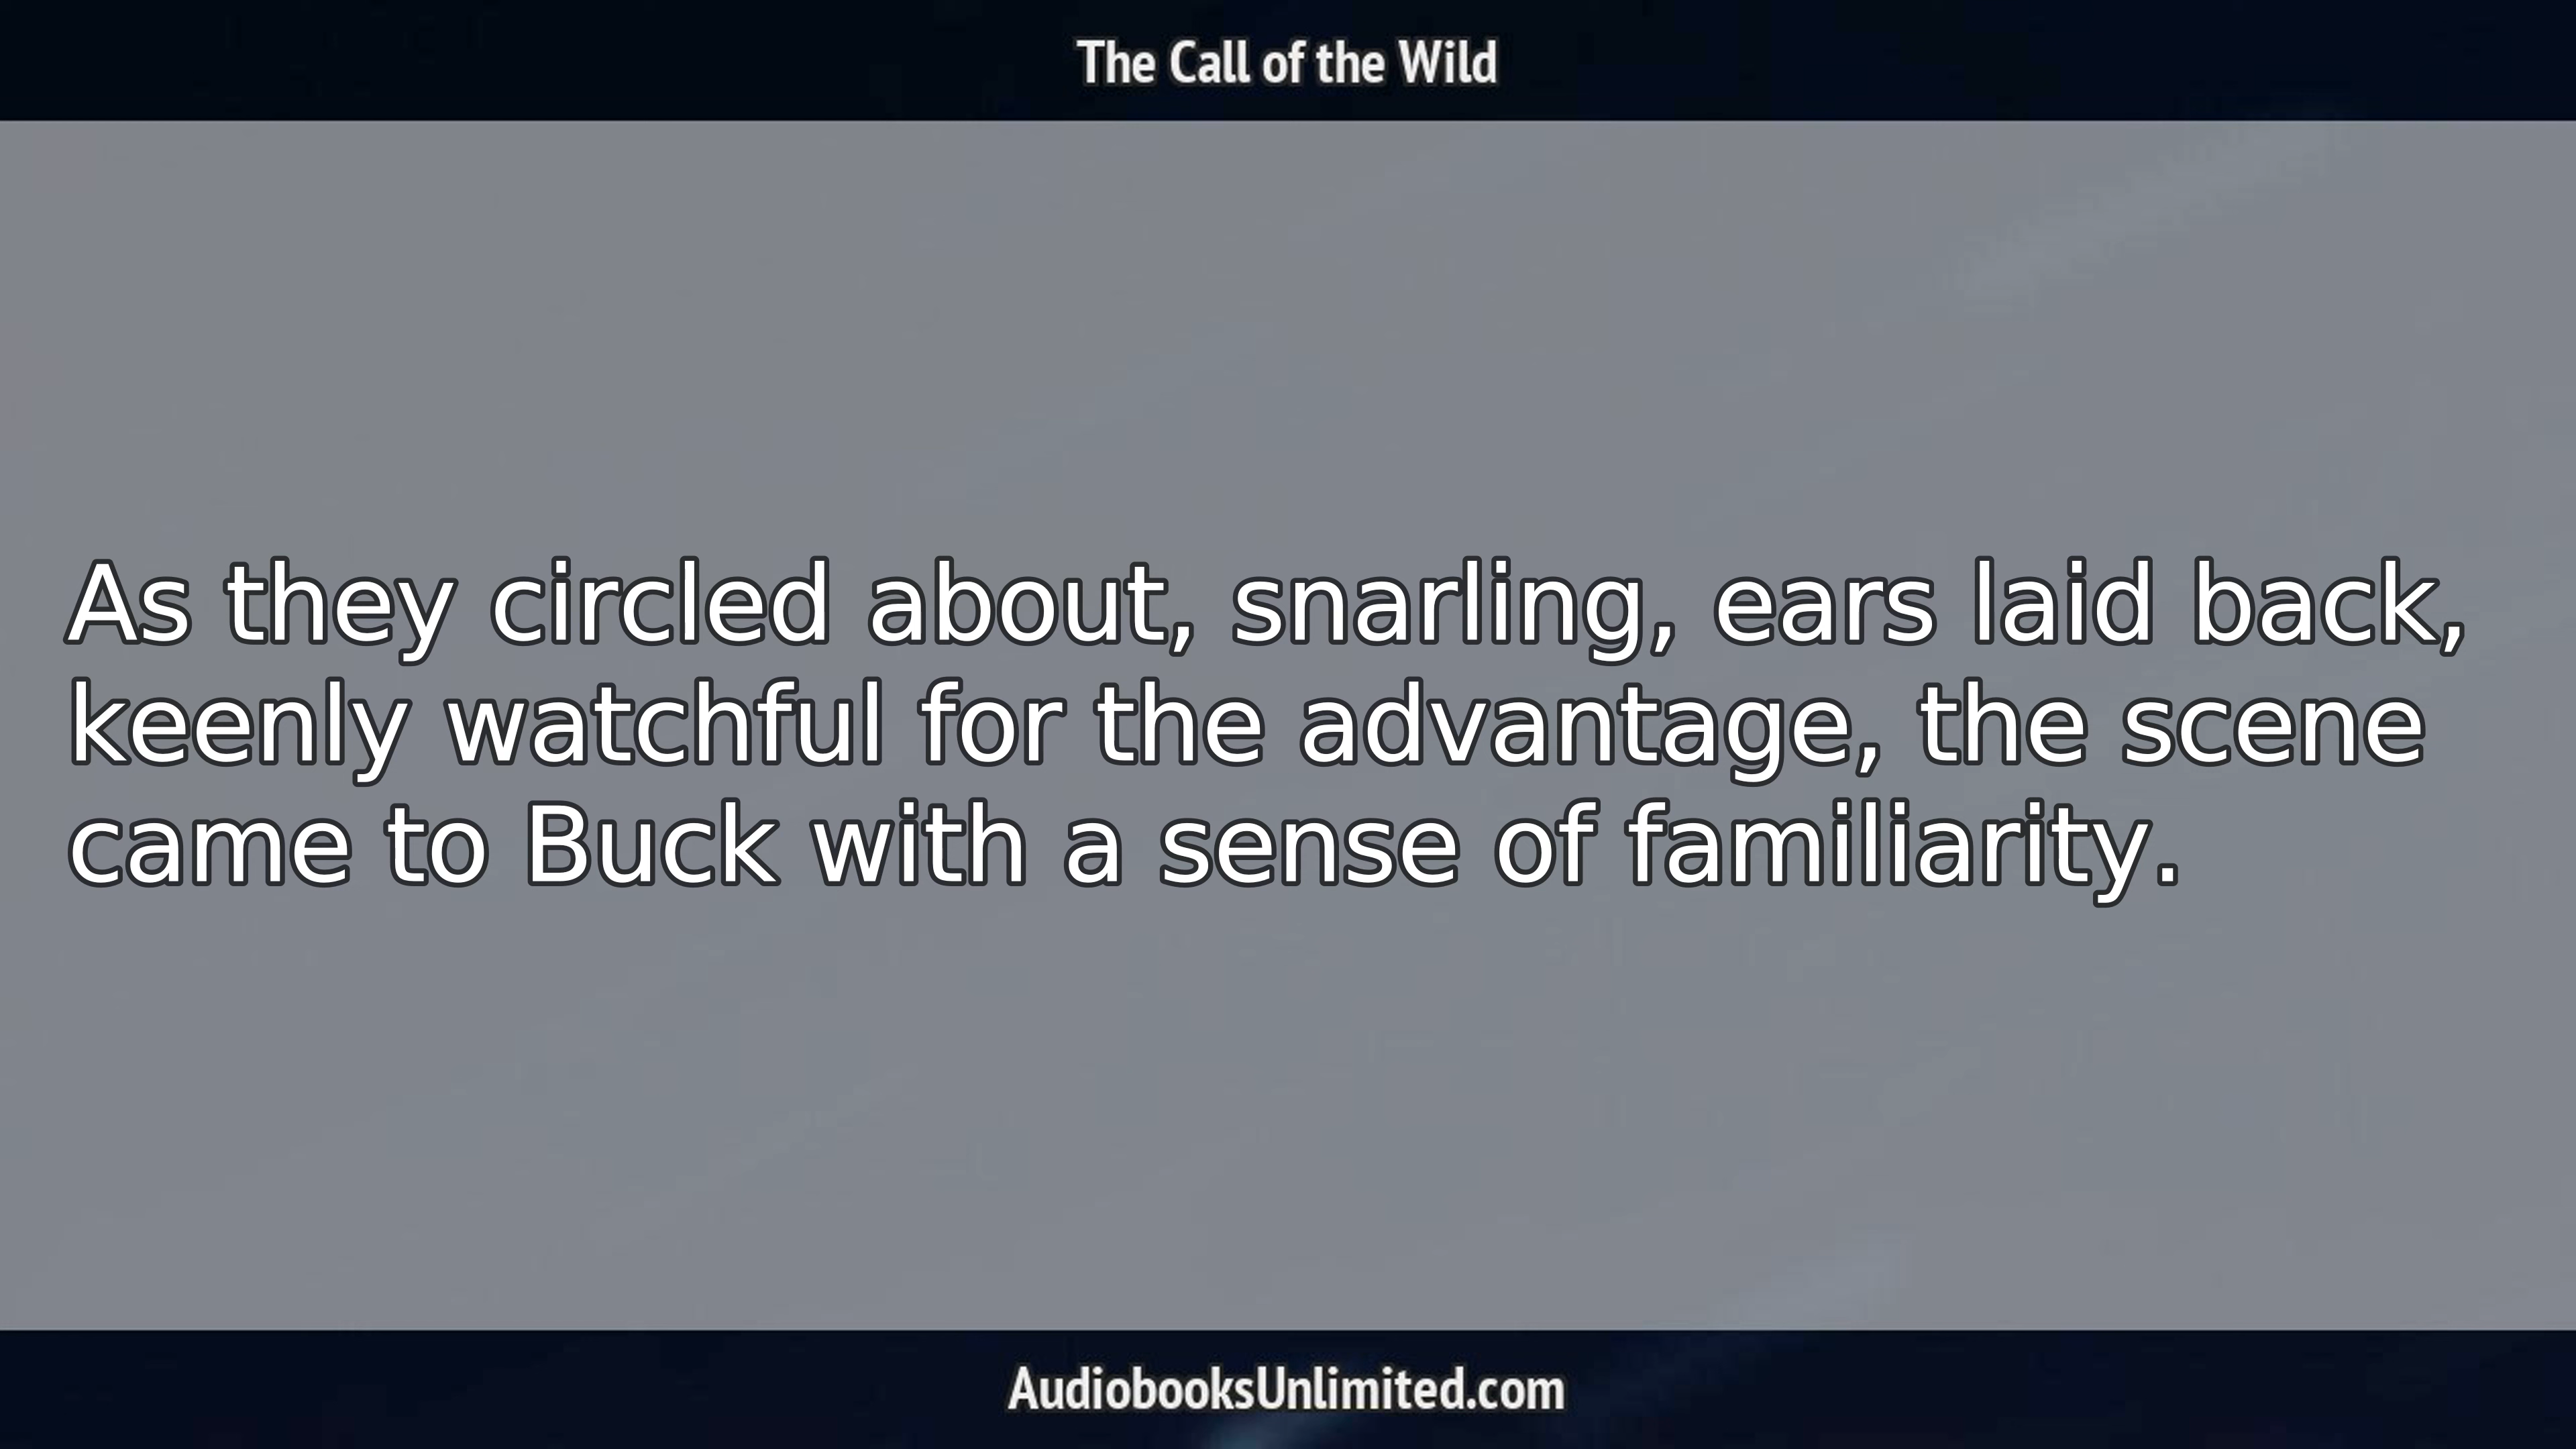 The Call of the Wild
As they circled about, snarling, ears laid back,
keenly watchful for the advantage, the scene
came to Buck with a sense of familiarity.
AudiobooksUnlimited.com